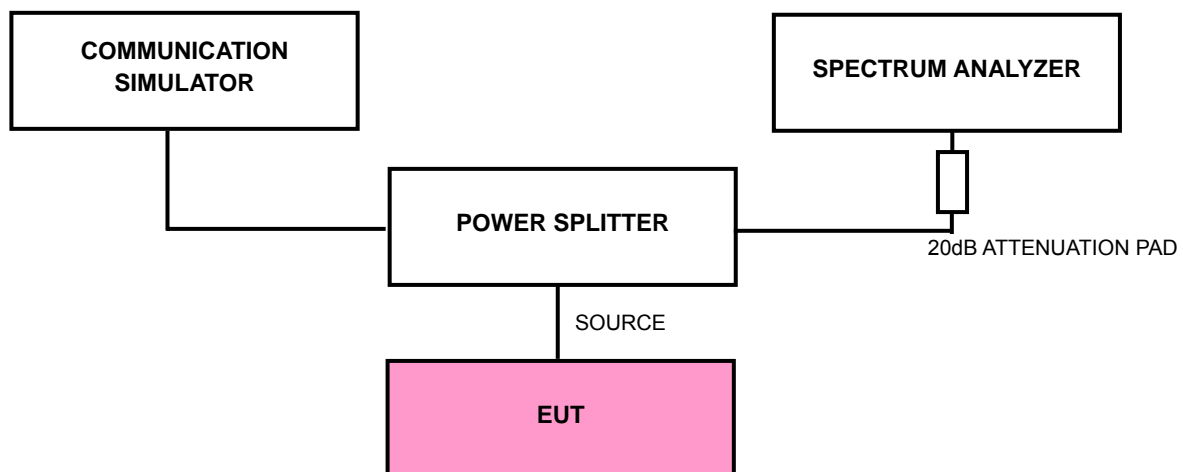 COMMUNICATION
SIMULATOR
SPECTRUM ANALYZER
POWER SPLITTER
20dB ATTENUATION PAD
SOURCE
EUT